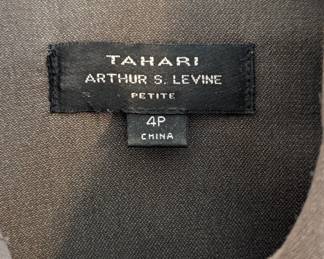 TAHARI
ARTHUR S. LEVINE
PETITE
4P
CHINA